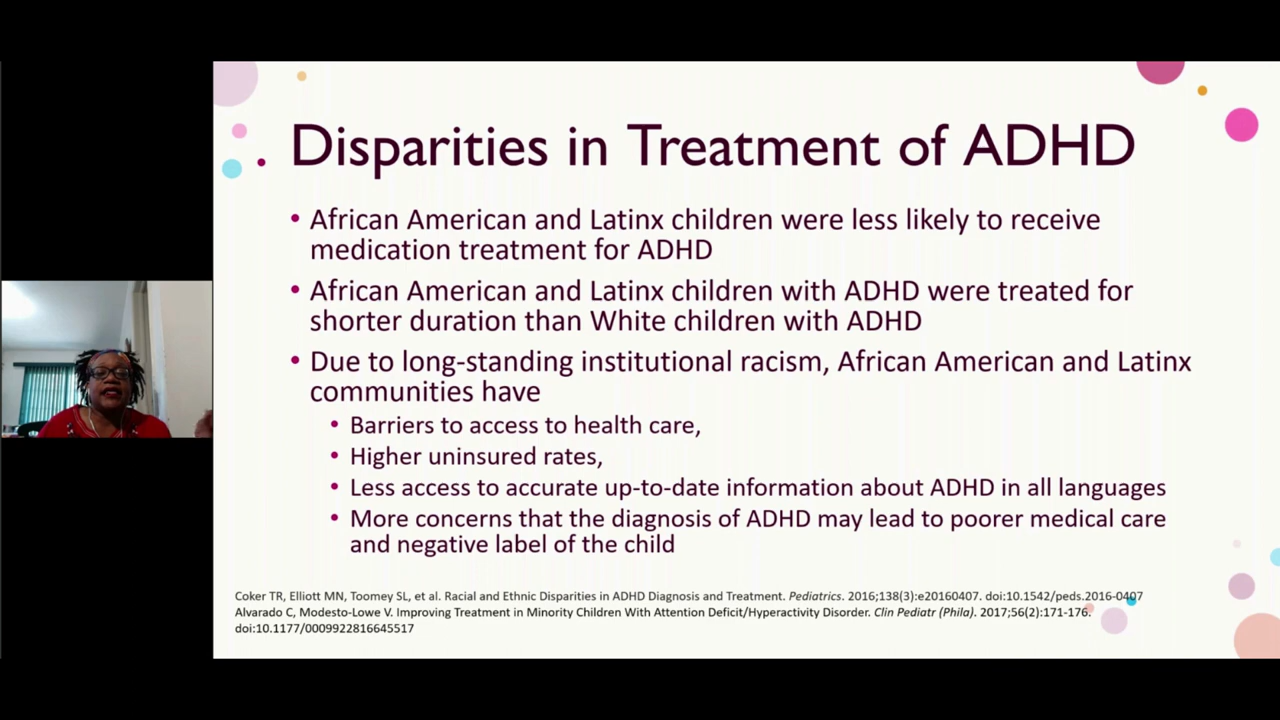 Disparities in Treatment of ADHD
• African American and Latinx children were less likely to receive
medication treatment for ADHD
• African American and Latinx children with ADHD were treated for
shorter duration than White children with ADHD
• Due to long-standing institutional racism, African American and Latinx
communities have
• Barriers to access to health care,
• Higher uninsured rates,
• Less access to accurate up-to-date information about ADHD in all languages
• More concerns that the diagnosis of ADHD may lead to poorer medical care
and negative label of the child
Coker TR, Elliott MN, Toomey SL, et al. Racial and Ethnic Disparities in ADHD Diagnosis and Treatment. Pediatrics. 2016;138(3):e20160407. doi:10.1542/peds.2016-0407
Alvarado C, Modesto-Lowe V. Improving Treatment in Minority Children With Attention Deficit/Hyperactivity Disorder. Clin Pediatr (Phila). 2017;56(2):171-176.
doi:10.1177/0009922816645517